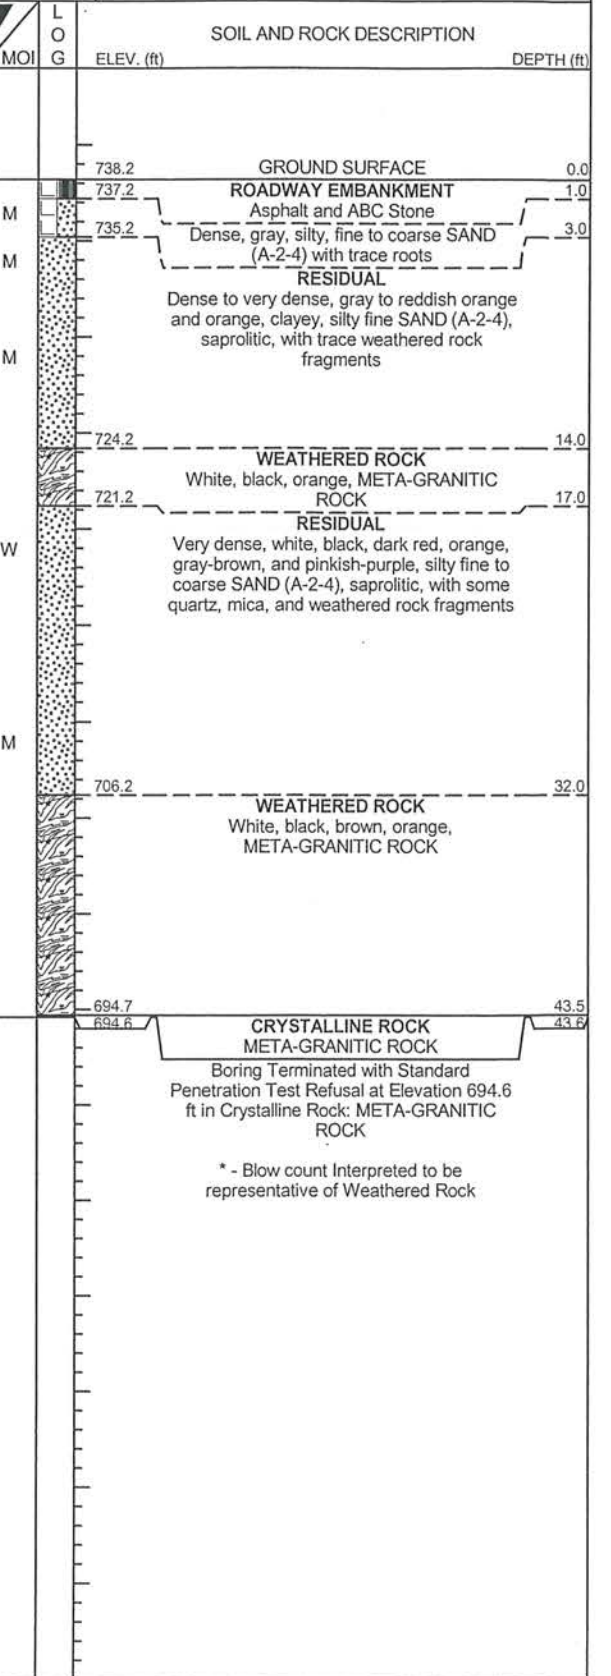 L
O
G
MOI
SOIL AND ROCK DESCRIPTION
ELEV. (ft) DEPTH (ft)
738.2 GROUND SURFACE 0.0
737.2 ROADWAY EMBANKMENT 1.0
M Asphalt and ABC Stone
735.2 Dense, gray, silty, fine to coarse SAND 3.0
(A-2-4) with trace roots
M
RESIDUAL
Dense to very dense, gray to reddish orange
and orange, clayey, silty fine SAND (A-2-4),
saprolitic, with trace weathered rock
M fragments
724.2 14.0
WEATHERED ROCK
White, black, orange, META-GRANITIC
721.2 ROCK 17.0
RESIDUAL
W Very dense, white, black, dark red, orange,
gray-brown, and pinkish-purple, silty fine to
coarse SAND (A-2-4), saprolitic, with some
quartz, mica, and weathered rock fragments
M
706.2 32.0
WEATHERED ROCK
White, black, brown, orange,
META-GRANITIC ROCK
694.7 43.5
694.6 CRYSTALLINE ROCK 43.6
META-GRANITIC ROCK
Boring Terminated with Standard
Penetration Test Refusal at Elevation 694.6
ft in Crystalline Rock: META-GRANITIC
ROCK
* - Blow count Interpreted to be
representative of Weathered Rock